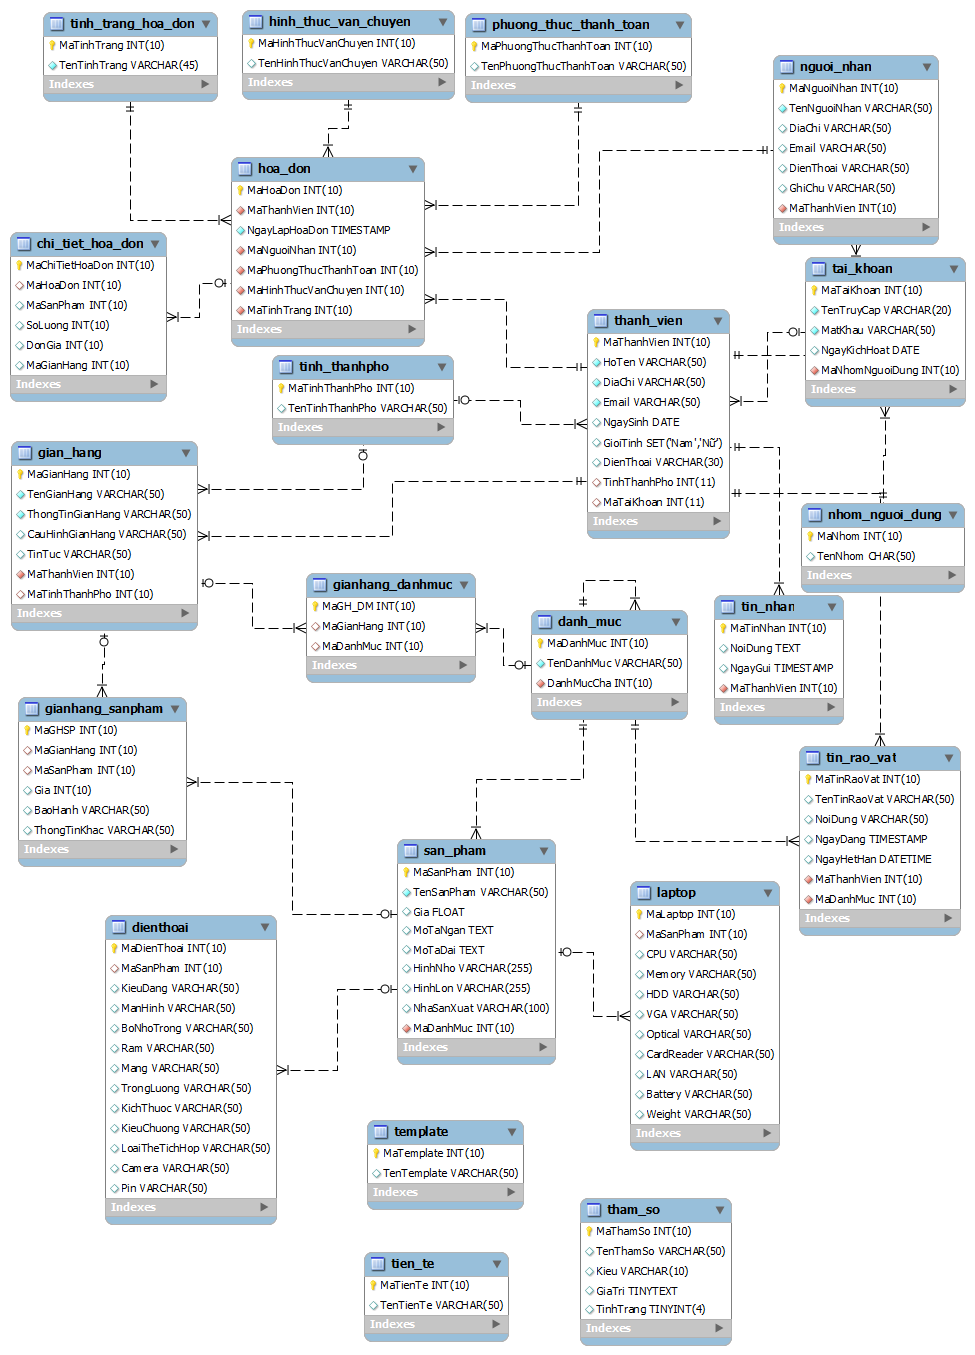 tinh_trang_hoa_don
MaTinhTrang INT(10)
TenTinhTrang VARCHAR(45)
Indexes
hinh_thuc_van_chuyen
MaHinhThucVanChuyen INT(10)
TenHinhThucVanChuyen VARCHAR(50)
Indexes
phuong_thuc_thanh_toan
MaPhuongThucThanhToan INT(10)
TenPhuongThucThanhToan VARCHAR(50)
Indexes
nguoi_nhan
MaNguoiNhan INT(10)
TenNguoiNhan VARCHAR(50)
DiaChi VARCHAR(50)
Email VARCHAR(50)
DienThoai VARCHAR(50)
GhiChu VARCHAR(50)
MaThanhVien INT(10)
Indexes
hoa_don
MaHoaDon INT(10)
MaThanhVien INT(10)
NgayLapHoaDon TIMESTAMP
MaNguoiNhan INT(10)
MaPhuongThucThanhToan INT(10)
MaHinhThucVanChuyen INT(10)
MaTinhTrang INT(10)
Indexes
chi_tiet_hoa_don
MaChiTietHoaDon INT(10)
MaHoaDon INT(10)
MaSanPham INT(10)
SoLuong INT(10)
DonGia INT(10)
MaGianHang INT(10)
Indexes
tai_khoan
MaTaiKhoan INT(10)
TenTruyCap VARCHAR(20)
MatKhau VARCHAR(50)
NgayKichHoat DATE
MaNhomNguoiDung INT(10)
Indexes
thanh_vien
MaThanhVien INT(10)
HoTen VARCHAR(50)
DiaChi VARCHAR(50)
Email VARCHAR(50)
NgaySinh DATE
GioiTinh SET('Nam','Nữ')
DienThoai VARCHAR(30)
TinhThanhPho INT(11)
MaTaiKhoan INT(11)
Indexes
tinh_thanhpho
MaTinhThanhPho INT(10)
TenTinhThanhPho VARCHAR(50)
Indexes
gian_hang
MaGianHang INT(10)
TenGianHang VARCHAR(50)
ThongTinGianHang VARCHAR(50)
CauHinhGianHang VARCHAR(50)
TinTuc VARCHAR(50)
MaThanhVien INT(10)
MaTinhThanhPho INT(10)
Indexes
nhom_nguoi_dung
MaNhom INT(10)
TenNhom CHAR(50)
Indexes
gianhang_danhmuc
MaGH_DM INT(10)
MaGianHang INT(10)
MaDanhMuc INT(10)
Indexes
danh_muc
MaDanhMuc INT(10)
TenDanhMuc VARCHAR(50)
DanhMucCha INT(10)
Indexes
tin_nhan
MaTinNhan INT(10)
NoiDung TEXT
NgayGui TIMESTAMP
MaThanhVien INT(10)
Indexes
gianhang_sanpham
MaGHSP INT(10)
MaGianHang INT(10)
MaSanPham INT(10)
Gia INT(10)
BaoHanh VARCHAR(50)
ThongTinKhac VARCHAR(50)
Indexes
tin_rao_vat
MaTinRaoVat INT(10)
TenTinRaoVat VARCHAR(50)
NoiDung VARCHAR(50)
NgayDang TIMESTAMP
NgayHetHan DATETIME
MaThanhVien INT(10)
MaDanhMuc INT(10)
Indexes
san_pham
MaSanPham INT(10)
TenSanPham VARCHAR(50)
Gia FLOAT
MoTaNgan TEXT
MoTaDai TEXT
HinhNho VARCHAR(255)
HinhLon VARCHAR(255)
NhaSanXuat VARCHAR(100)
MaDanhMuc INT(10)
Indexes
laptop
MaLaptop INT(10)
MaSanPham INT(10)
CPU VARCHAR(50)
Memory VARCHAR(50)
HDD VARCHAR(50)
VGA VARCHAR(50)
Optical VARCHAR(50)
CardReader VARCHAR(50)
LAN VARCHAR(50)
Battery VARCHAR(50)
Weight VARCHAR(50)
Indexes
dienthoai
MaDienThoai INT(10)
MaSanPham INT(10)
KieuDang VARCHAR(50)
ManHinh VARCHAR(50)
BoNhoTrong VARCHAR(50)
Ram VARCHAR(50)
Mang VARCHAR(50)
TrongLuong VARCHAR(50)
KichThuoc VARCHAR(50)
KieuChuong VARCHAR(50)
LoaiTheTichHop VARCHAR(50)
Camera VARCHAR(50)
Pin VARCHAR(50)
Indexes
template
MaTemplate INT(10)
TenTemplate VARCHAR(50)
Indexes
tham_so
MaThamSo INT(10)
TenThamSo VARCHAR(50)
Kieu VARCHAR(10)
GiaTri TINYTEXT
TinhTrang TINYINT(4)
Indexes
tien_te
MaTienTe INT(10)
TenTienTe VARCHAR(50)
Indexes